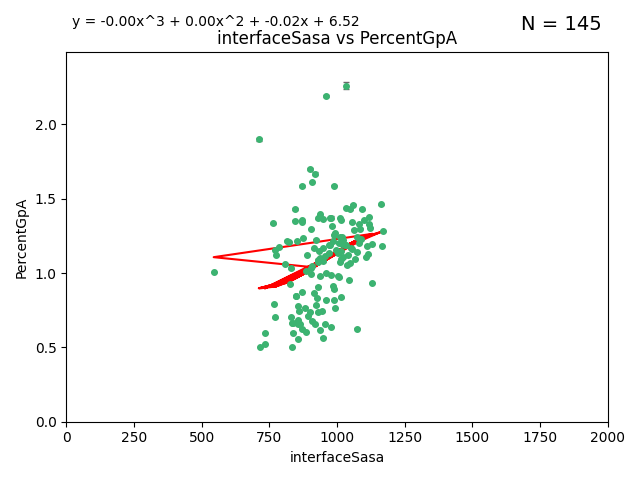 y = -0.00x^3 + 0.00x^2 + -0.02x + 6.52
N = 145
interfaceSasa vs PercentGpA
2.0
1.5
1.0
0.5
0.0
PercentGpA
0 250 500 750 1000 1250 1500 1750 2000
interfaceSasa